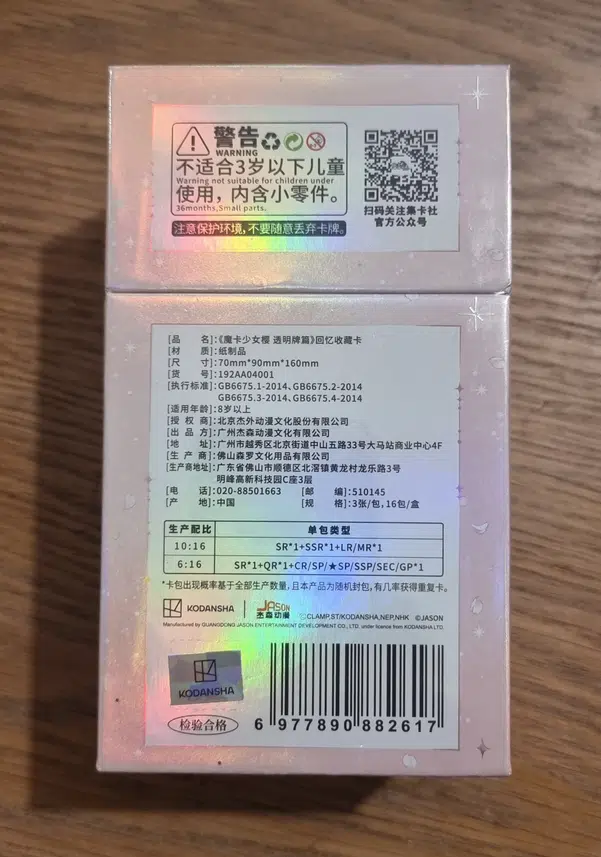 警告
WARNING
不适合3岁以下儿童
Warning not suitable for children under
使用，内含小零件。
36months,Small parts.
注意保护环境，不要随意丢弃卡牌。
扫码关注集卡社
官方公众号
[品 名]:《魔卡少女樱 透明牌篇》回忆收藏卡
[材 质]:纸制品
[尺 寸]:70mm*90mm*160mm
[货 号]:192AA04001
[执行标准]:GB6675.1-2014、GB6675.2-2014
GB6675.3-2014、GB6675.4-2014
[适用年龄]:8岁以上
[授 权 商]:北京杰外动漫文化股份有限公司
[出 品 方]:广州杰森动漫文化有限公司
[地 址]:广州市越秀区北京街道中山五路33号大马站商业中心4F
[生 产 商]:佛山森罗文化用品有限公司
[生产商地址]:广东省佛山市顺德区北滘镇黄龙村龙乐路3号
明峰高新科技园C座3层
[电 话]:020-88501663 [邮 编]:510145
[产 地]:中国 [规 格]:3张/包,16包/盒
生产配比 单包类型
10:16 SR*1+SSR*1+LR/MR*1
6:16 SR*1+QR*1+CR/SP/★SP/SSP/SEC/GP*1
*卡包出现概率基于全部生产数量，且本产品为随机封包，有几率获得重复卡。
KODANSHA JASON 杰森动漫 ©CLAMP,ST/KODANSHA,NEP,NHK ©JASON
Manufactured by GUANGDONG JASON ENTERTAINMENT DEVELOPMENT CO., LTD. under licence from KODANSHA LTD.
KODANSHA
检验合格
6 977890 882617